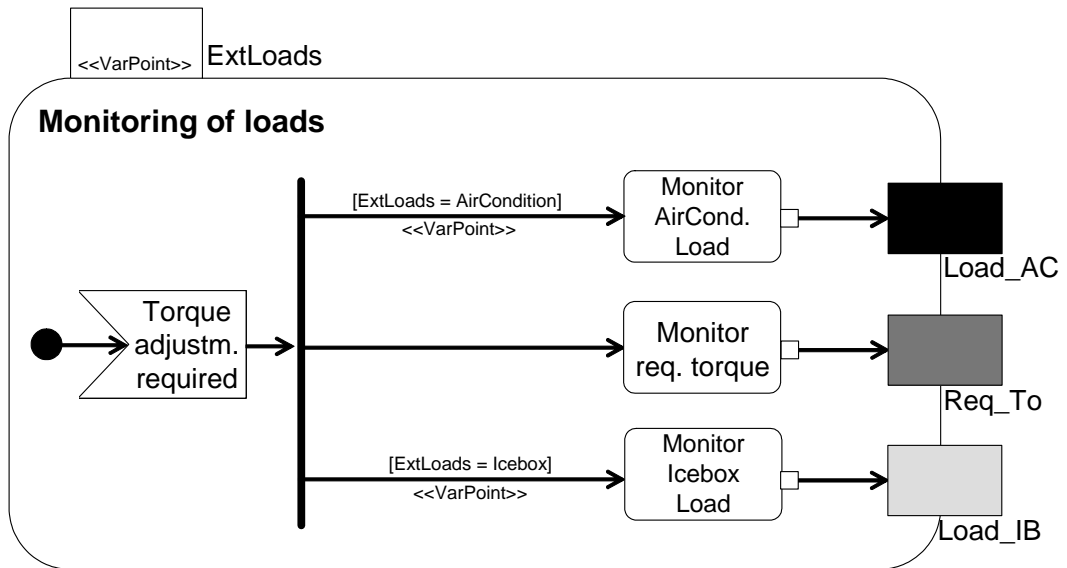 <<VarPoint>>
ExtLoads
Monitoring of loads
[ExtLoads = AirCondition]
<<VarPoint>>
Monitor
AirCond.
Load
Load_AC
Torque
adjustm.
required
Monitor
req. torque
Req_To
[ExtLoads = Icebox]
<<VarPoint>>
Monitor
Icebox
Load
Load_IB